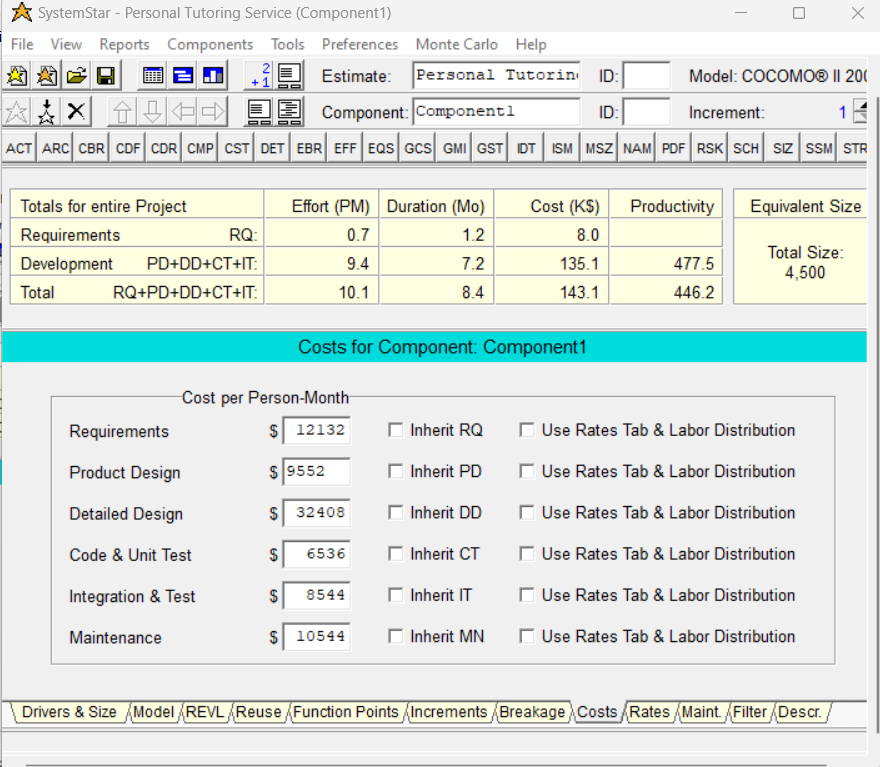 SystemStar - Personal Tutoring Service (Component1)
File View Reports Components Tools Preferences Monte Carlo Help
2 +1 Estimate: Personal Tutorin ID: Model: COCOMO® II 200
Component: Component1 ID: Increment: 1
ACT ARC CBR CDF CDR CMP CST DET EBR EFF EQS GCS GMI GST IDT ISM MSZ NAM PDF RSK SCH SIZ SSM STR
Totals for entire Project Effort (PM) Duration (Mo) Cost (K$) Productivity Equivalent Size
Requirements RQ: 0.7 1.2 8.0
Development PD+DD+CT+IT: 9.4 7.2 135.1 477.5 Total Size:
4,500
Total RQ+PD+DD+CT+IT: 10.1 8.4 143.1 446.2
Costs for Component: Component1
Cost per Person-Month
Requirements $ 12132 Inherit RQ Use Rates Tab & Labor Distribution
Product Design $ 9552 Inherit PD Use Rates Tab & Labor Distribution
Detailed Design $ 32408 Inherit DD Use Rates Tab & Labor Distribution
Code & Unit Test $ 6536 Inherit CT Use Rates Tab & Labor Distribution
Integration & Test $ 8544 Inherit IT Use Rates Tab & Labor Distribution
Maintenance $ 10544 Inherit MN Use Rates Tab & Labor Distribution
Drivers & Size Model REVL Reuse Function Points Increments Breakage Costs Rates Maint. Filter Descr.